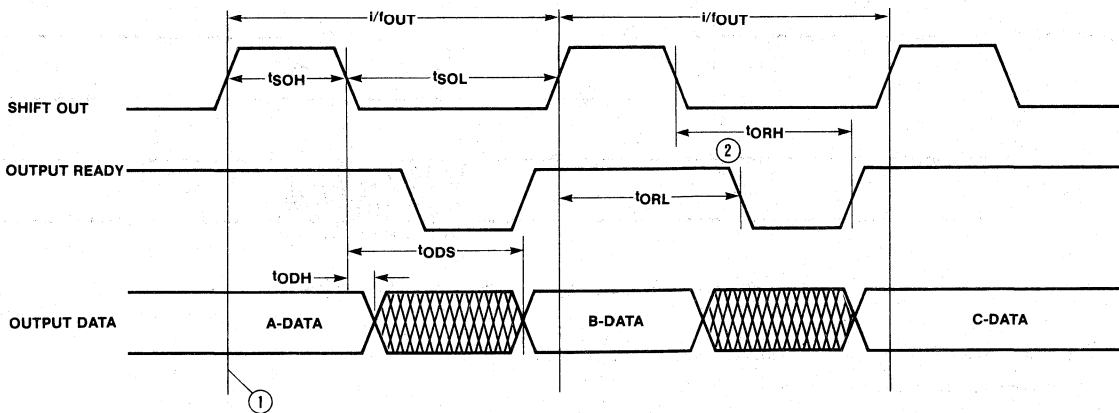 i/fOUT i/fOUT
tSOH tSOL
SHIFT OUT
tORH
②
OUTPUT READY
tORL
tODS
tODH
OUTPUT DATA A-DATA B-DATA C-DATA
①